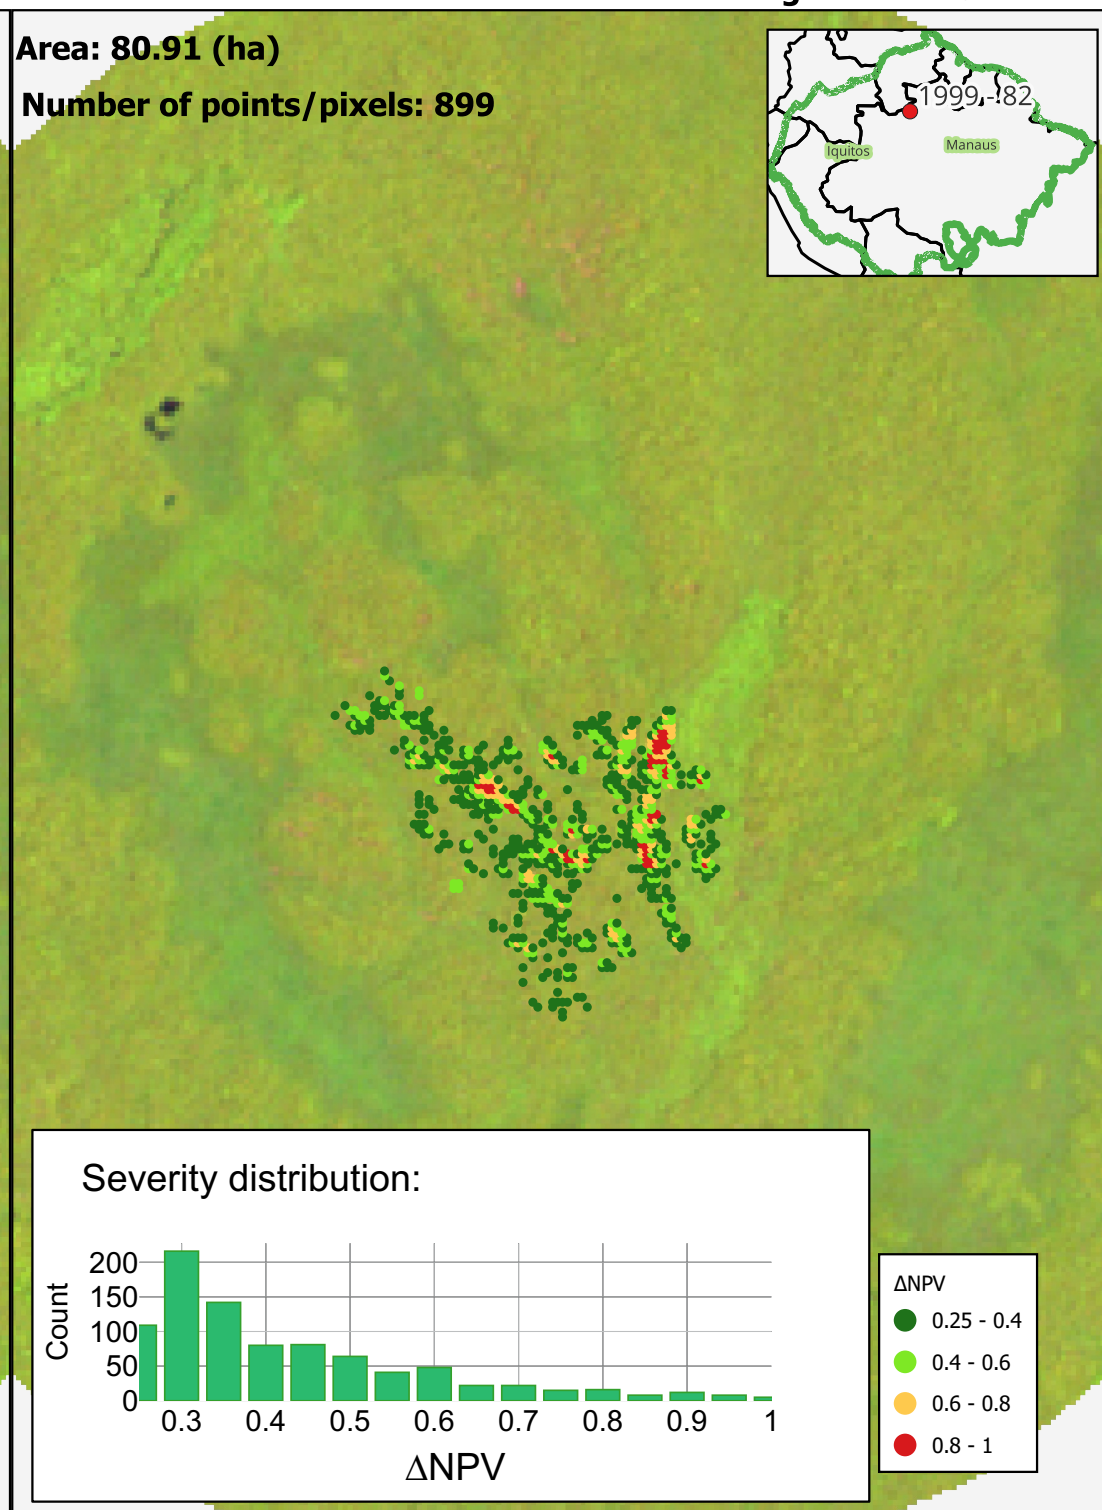 Area: 80.91 (ha)
Number of points/pixels: 899
1999 - 82
Iquitos
Manaus
Severity distribution:
Count
200
150
100
50
0
0.3 0.4 0.5 0.6 0.7 0.8 0.9 1
ΔNPV
ΔNPV
0.25 - 0.4
0.4 - 0.6
0.6 - 0.8
0.8 - 1